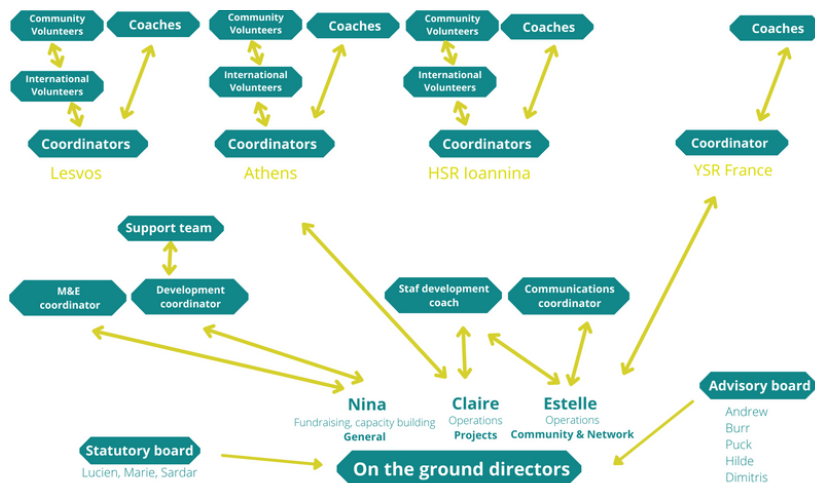 Community
Volunteers
Coaches
Community
Volunteers
Coaches
Community
Volunteers
Coaches
Coaches
International
Volunteers
International
Volunteers
International
Volunteers
Coordinators
Coordinators
Coordinators
Coordinator
Lesvos
Athens
HSR Ioannina
YSR France
Support team
M&E
coordinator
Development
coordinator
Staf development
coach
Communications
coordinator
Nina
Fundraising, capacity building
General
Claire
Operations
Projects
Estelle
Operations
Community & Network
Advisory board
Andrew
Burr
Puck
Hilde
Dimitris
Statutory board
Lucien, Marie, Sardar
On the ground directors